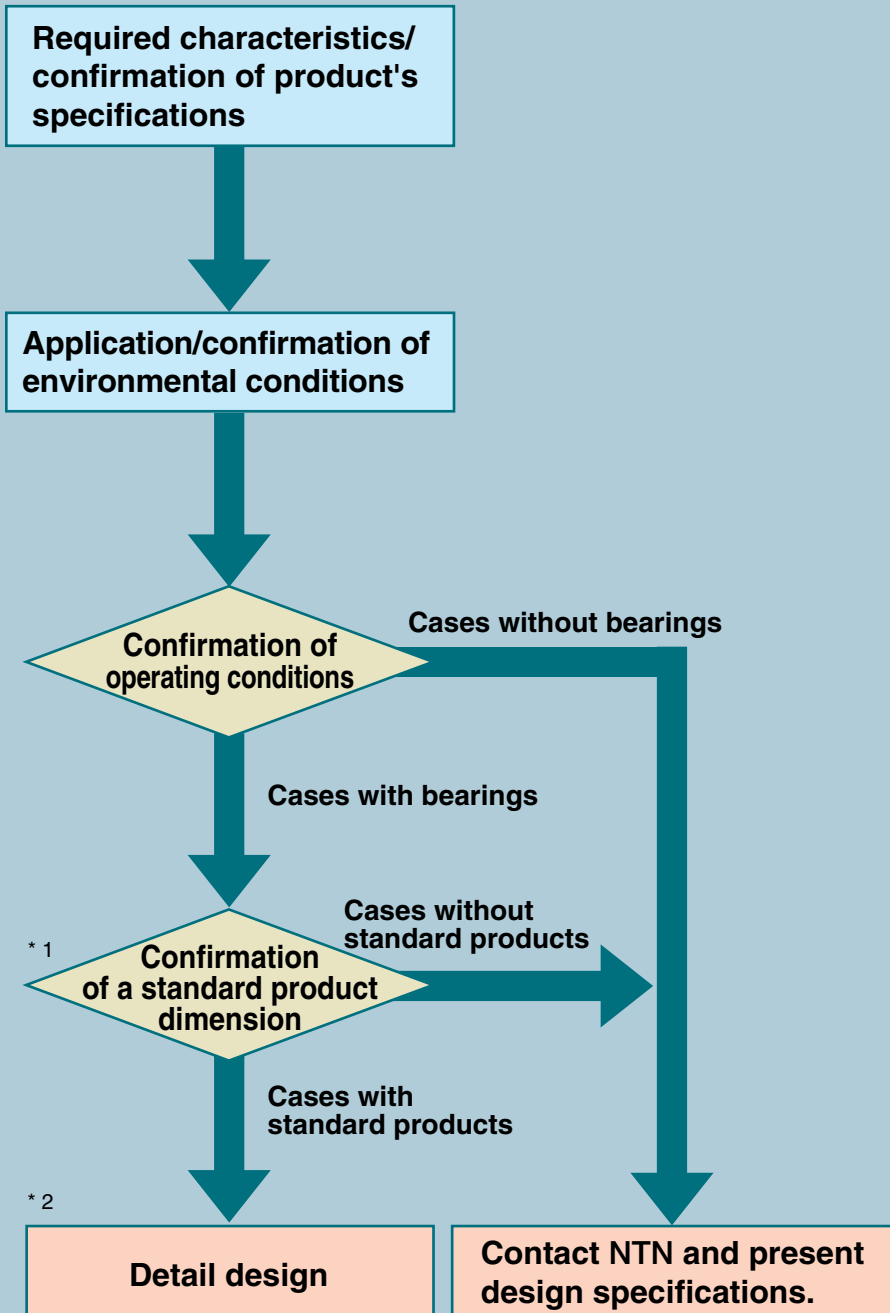 Required characteristics/
confirmation of product's
specifications
Application/confirmation of
environmental conditions
Cases without bearings
Confirmation of
operating conditions
Cases with bearings
Cases without
standard products
* 1
Confirmation
of a standard product
dimension
Cases with
standard products
* 2
Detail design
Contact NTN and present
design specifications.